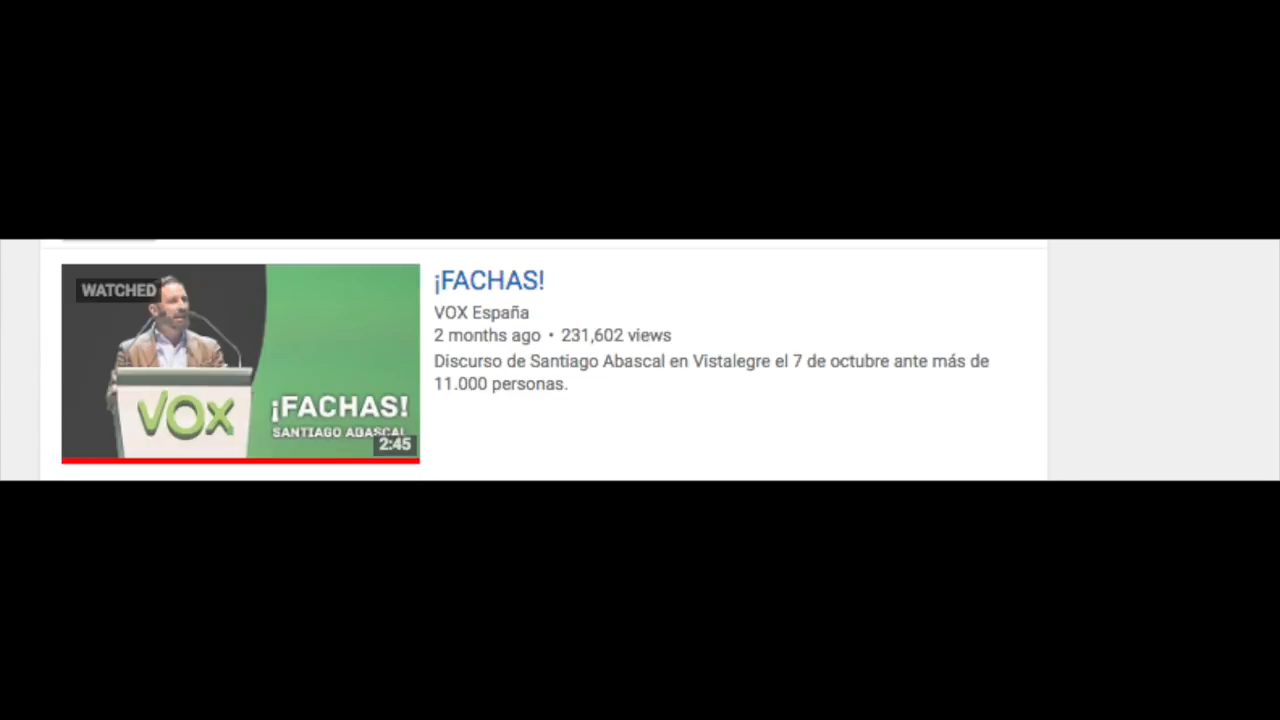 WATCHED
VOX
¡FACHAS!
SANTIAGO ABASCAL
2:45
¡FACHAS!
VOX España
2 months ago • 231,602 views
Discurso de Santiago Abascal en Vistalegre el 7 de octubre ante más de
11.000 personas.